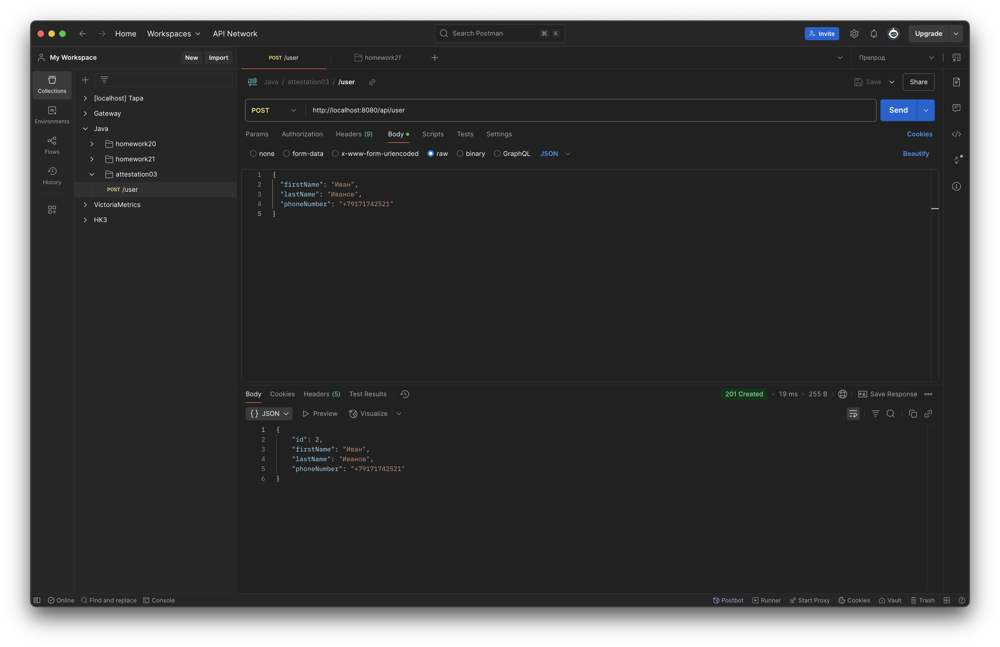 Home Workspaces API Network Search Postman ⌘ K Invite Upgrade
My Workspace New Import POST /user homework21 Препрод
Collections
Environments
Flows
History
[localhost] Тара
Gateway
Java
homework20
homework21
attestation03
POST /user
VictoriaMetrics
НКЗ
HTTP Java / attestation03 / /user Save Share
POST http://localhost:8080/api/user Send
Params Authorization Headers (9) Body Scripts Tests Settings Cookies
none form-data x-www-form-urlencoded raw binary GraphQL JSON Beautify
1 {
2 "firstName": "Иван",
3 "lastName": "Иванов",
4 "phoneNumber": "+79171742521"
5 }
Body Cookies Headers (5) Test Results 201 Created • 19 ms • 255 B • e.g. Save Response
{} JSON Preview Visualize
1 {
2 "id": 2,
3 "firstName": "Иван",
4 "lastName": "Иванов",
5 "phoneNumber": "+79171742521"
6 }
Online Find and replace Console Postbot Runner Start Proxy Cookies Vault Trash